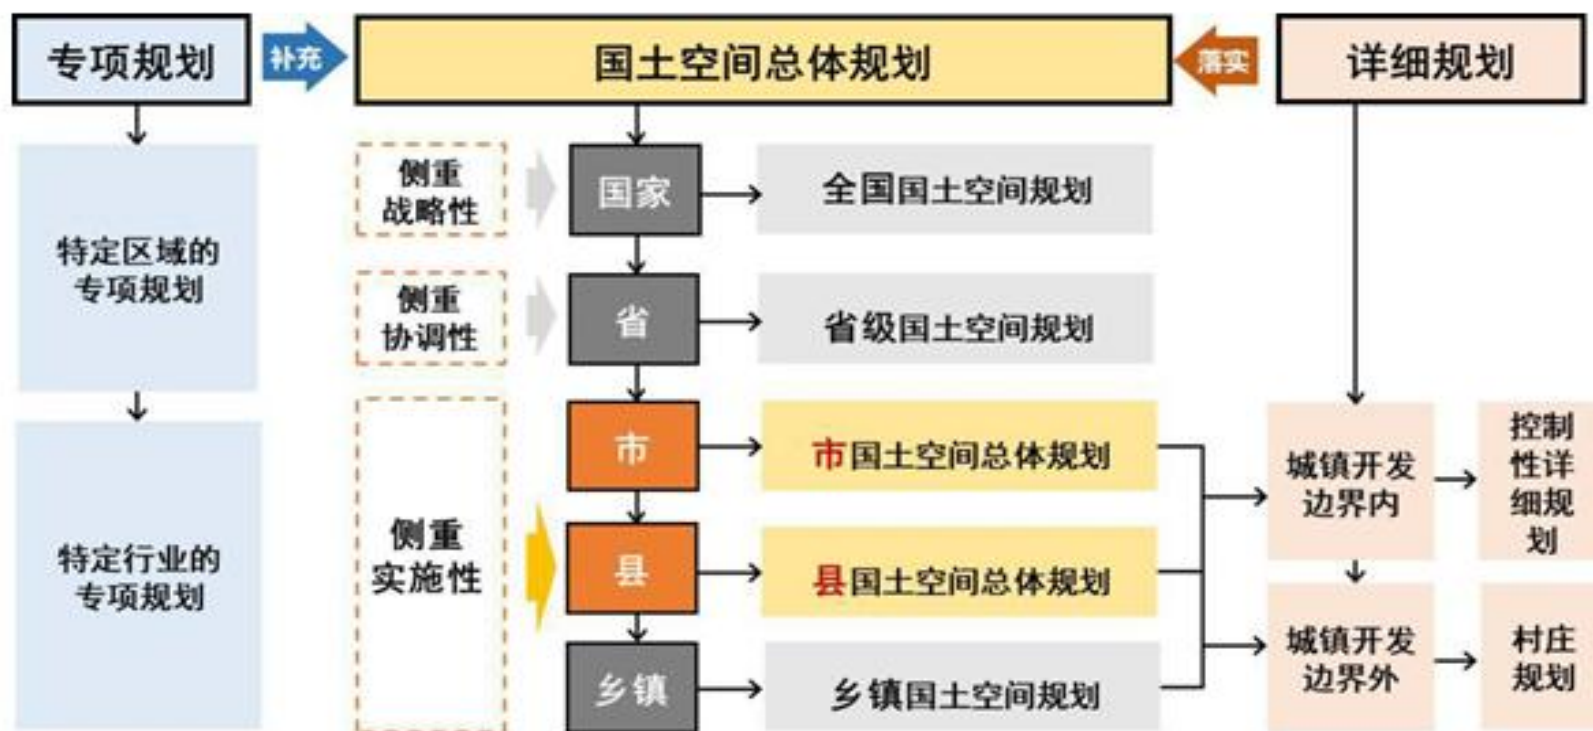 专项规划
补充
国土空间总体规划
落实
详细规划
特定区域的
专项规划
特定行业的
专项规划
侧重
战略性
国家
全国国土空间规划
侧重
协调性
省
省级国土空间规划
侧重
实施性
市
市国土空间总体规划
县
县国土空间总体规划
乡镇
乡镇国土空间规划
城镇开发
边界内
控制
性详
细规
划
城镇开发
边界外
村庄
规划